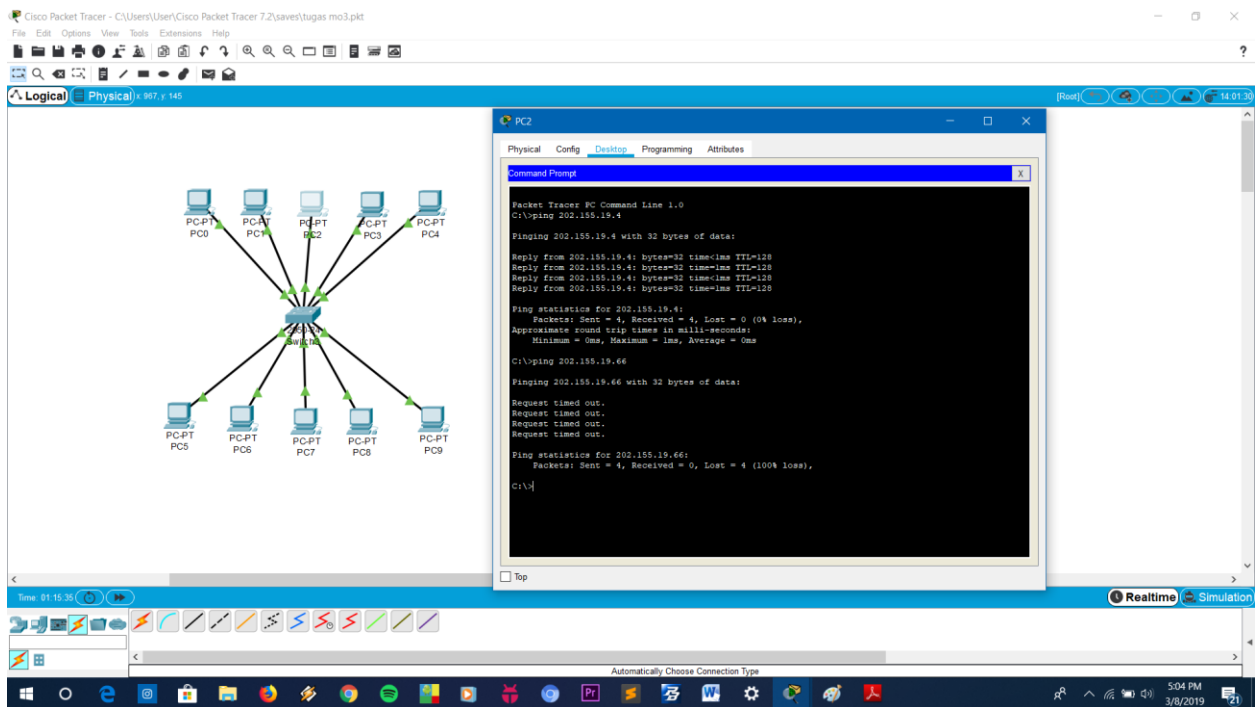 Cisco Packet Tracer - C:\Users\User\Cisco Packet Tracer 7.2\saves\tugas mo3.pkt
File Edit Options View Tools Extensions Help
?
Logical Physical x: 967, y: 145
[Root] 14:01:30
PC2
Physical Config Desktop Programming Attributes
Command Prompt X
Packet Tracer PC Command Line 1.0
C:\>ping 202.155.19.4
Pinging 202.155.19.4 with 32 bytes of data:
Reply from 202.155.19.4: bytes=32 time<1ms TTL=128
Reply from 202.155.19.4: bytes=32 time=1ms TTL=128
Reply from 202.155.19.4: bytes=32 time<1ms TTL=128
Reply from 202.155.19.4: bytes=32 time=1ms TTL=128
Ping statistics for 202.155.19.4:
Packets: Sent = 4, Received = 4, Lost = 0 (0% loss),
Approximate round trip times in milli-seconds:
Minimum = 0ms, Maximum = 1ms, Average = 0ms
C:\>ping 202.155.19.66
Pinging 202.155.19.66 with 32 bytes of data:
Request timed out.
Request timed out.
Request timed out.
Request timed out.
Ping statistics for 202.155.19.66:
Packets: Sent = 4, Received = 0, Lost = 4 (100% loss),
C:\>
Top
PC-PT PC-PT PC-PT PC-PT PC-PT
PC0 PC1 PC2 PC3 PC4
PC-PT PC-PT PC-PT PC-PT PC-PT
PC5 PC6 PC7 PC8 PC9
Time: 01:15:35
Realtime Simulation
Automatically Choose Connection Type
Pr
5:04 PM
3/8/2019
21